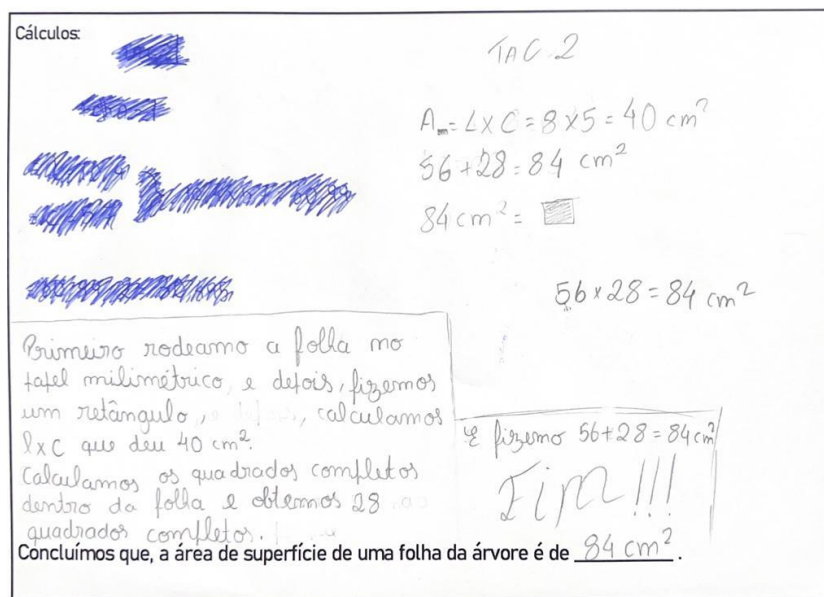 Cálculos:
TAC.2
Am = L x C = 8 x 5 = 40 cm²
56 + 28 = 84 cm²
84 cm² =
56 x 28 = 84 cm²
Primeiro rodeamo a folha no
papel milimétrico, e depois, fizemos
um retângulo, , calculamos
l x C que deu 40 cm².
Calculamos os quadrados completos
dentro da folha e obtemos 28
quadrados completos.
E fizemo 56 + 28 = 84 cm²
Fim!!!
Concluímos que, a área de superfície de uma folha da árvore é de 84 cm².